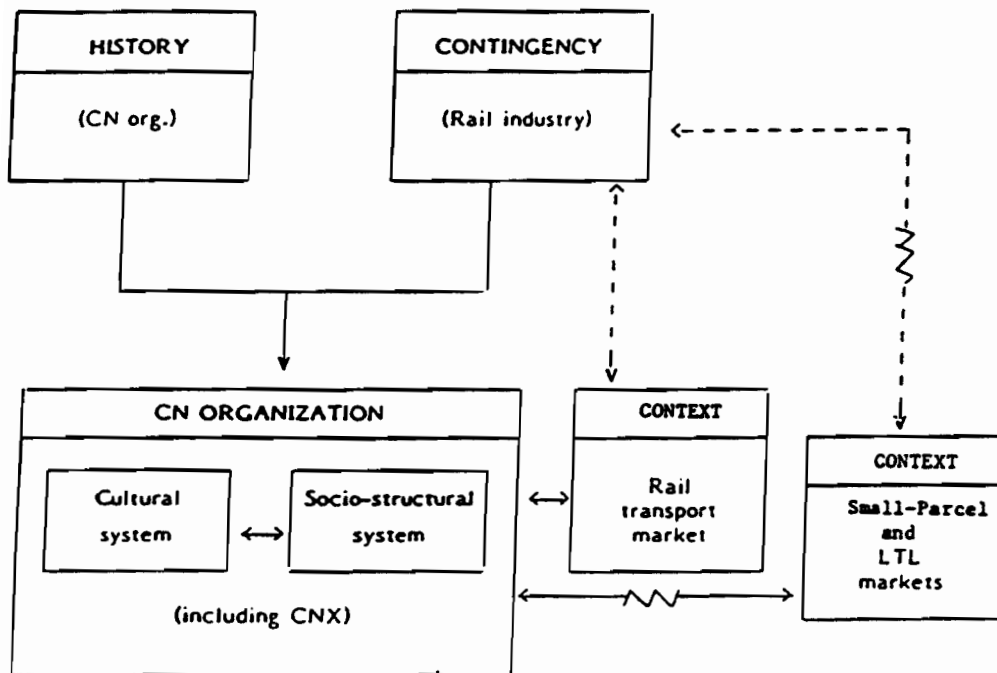 HISTORY
(CN org.)
CONTINGENCY
(Rail industry)
CN ORGANIZATION
Cultural
system
Socio-structural
system
(including CNX)
CONTEXT
Rail
transport
market
CONTEXT
Small-Parcel
and
LTL
markets